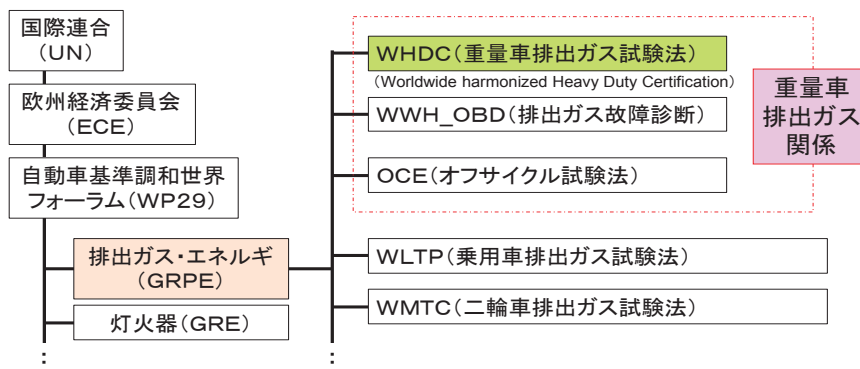 国際連合
(UN)
欧州経済委員会
(ECE)
自動車基準調和世界
フォーラム(WP29)
排出ガス・エネルギ
(GRPE)
灯火器(GRE)
:
WHDC(重量車排出ガス試験法)
(Worldwide harmonized Heavy Duty Certification)
WWH_OBD(排出ガス故障診断)
OCE(オフサイクル試験法)
WLTP(乗用車排出ガス試験法)
WMTC(二輪車排出ガス試験法)
:
重量車
排出ガス
関係